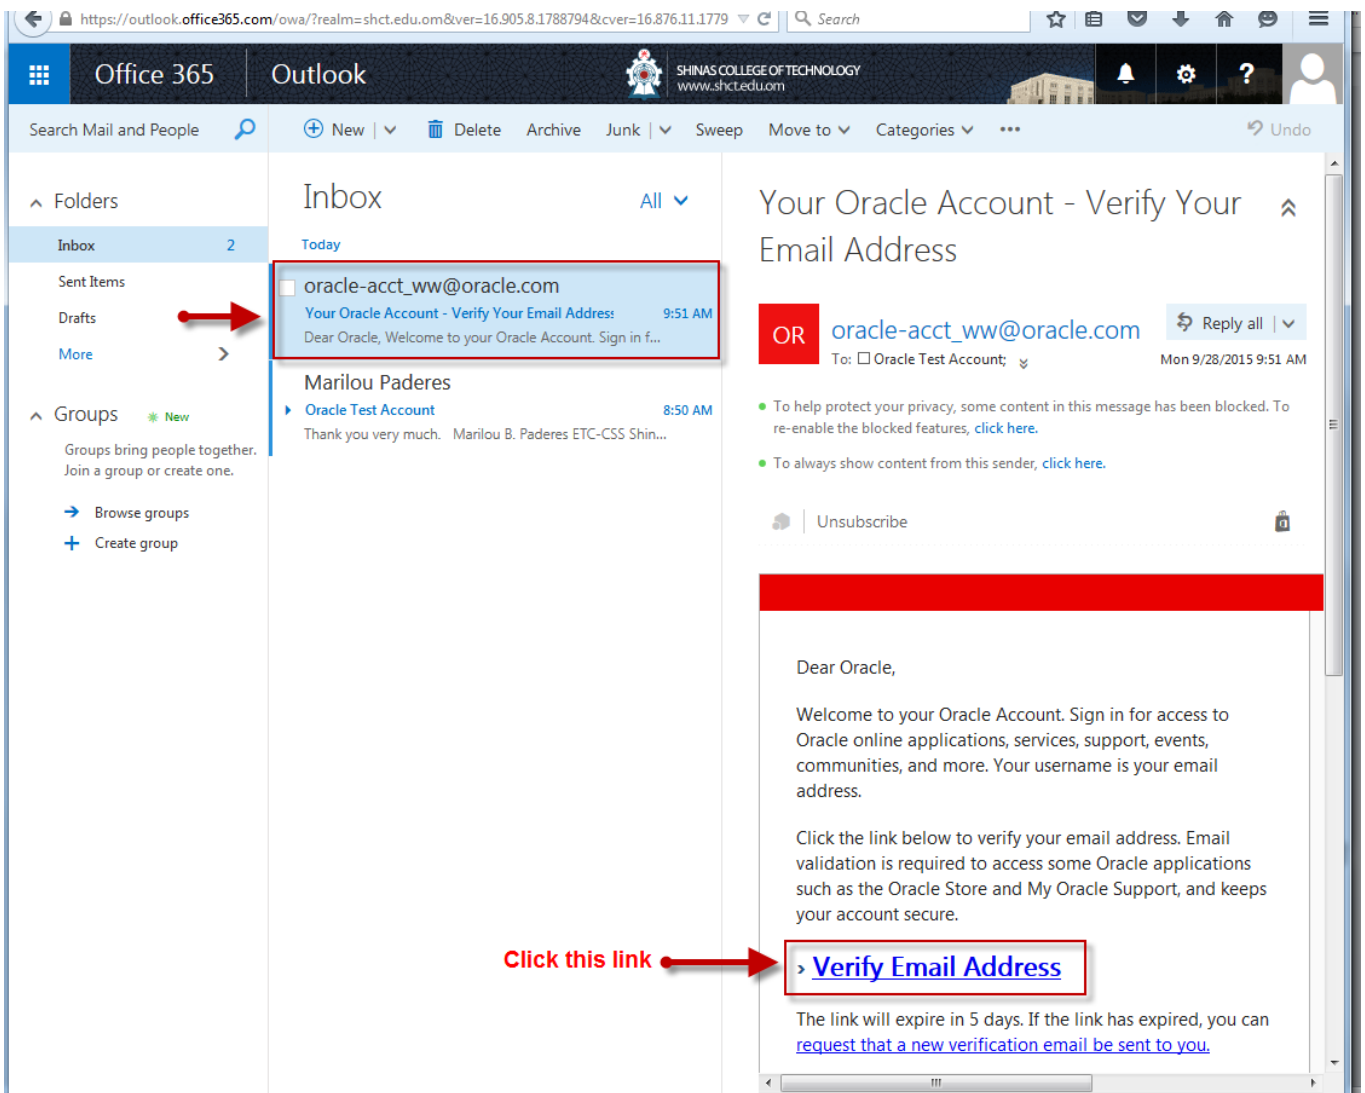 https://outlook.office365.com/owa/?realm=shct.edu.om&ver=16.905.8.1788794&cver=16.876.11.1779
Search
Office 365
Outlook
SHINAS COLLEGE OF TECHNOLOGY
www.shct.edu.om
?
Search Mail and People
New
Delete
Archive
Junk
Sweep
Move to
Categories
Undo
Folders
Inbox 2
Sent Items
Drafts
More
Groups New
Groups bring people together.
Join a group or create one.
Browse groups
Create group
Inbox
All
Today
oracle-acct_ww@oracle.com
Your Oracle Account - Verify Your Email Address 9:51 AM
Dear Oracle, Welcome to your Oracle Account. Sign in f...
Marilou Paderes
Oracle Test Account 8:50 AM
Thank you very much. Marilou B. Paderes ETC-CSS Shin...
Your Oracle Account - Verify Your
Email Address
OR
oracle-acct_ww@oracle.com
Reply all
To: Oracle Test Account;
Mon 9/28/2015 9:51 AM
To help protect your privacy, some content in this message has been blocked. To
re-enable the blocked features, click here.
To always show content from this sender, click here.
Unsubscribe
Dear Oracle,
Welcome to your Oracle Account. Sign in for access to
Oracle online applications, services, support, events,
communities, and more. Your username is your email
address.
Click the link below to verify your email address. Email
validation is required to access some Oracle applications
such as the Oracle Store and My Oracle Support, and keeps
your account secure.
Click this link
› Verify Email Address
The link will expire in 5 days. If the link has expired, you can
request that a new verification email be sent to you.